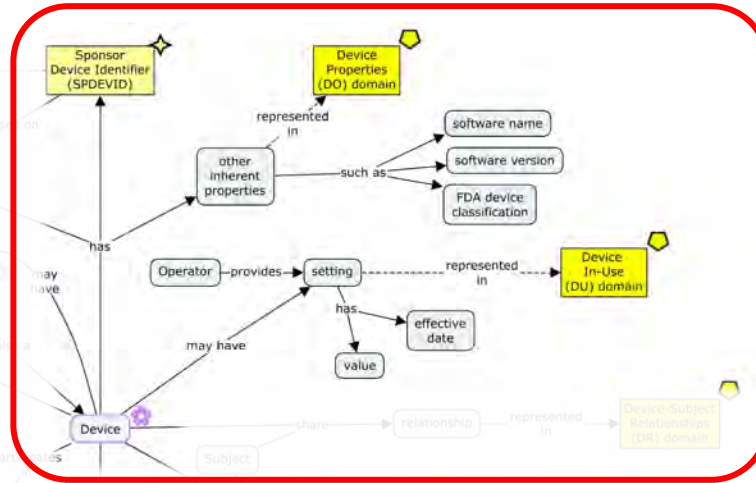 Sponsor
Device Identifier
(SPDEVID)
Device
Properties
(DO) domain
represented
in
software name
software version
FDA device
classification
other
inherent
properties
such as
has
may
have
Operator
provides
setting
represented
in
Device
In-Use
(DU) domain
has
effective
date
value
may have
Device
share
relationship
represented
in
Device-Subject
Relationships
(DR) domain
Subject